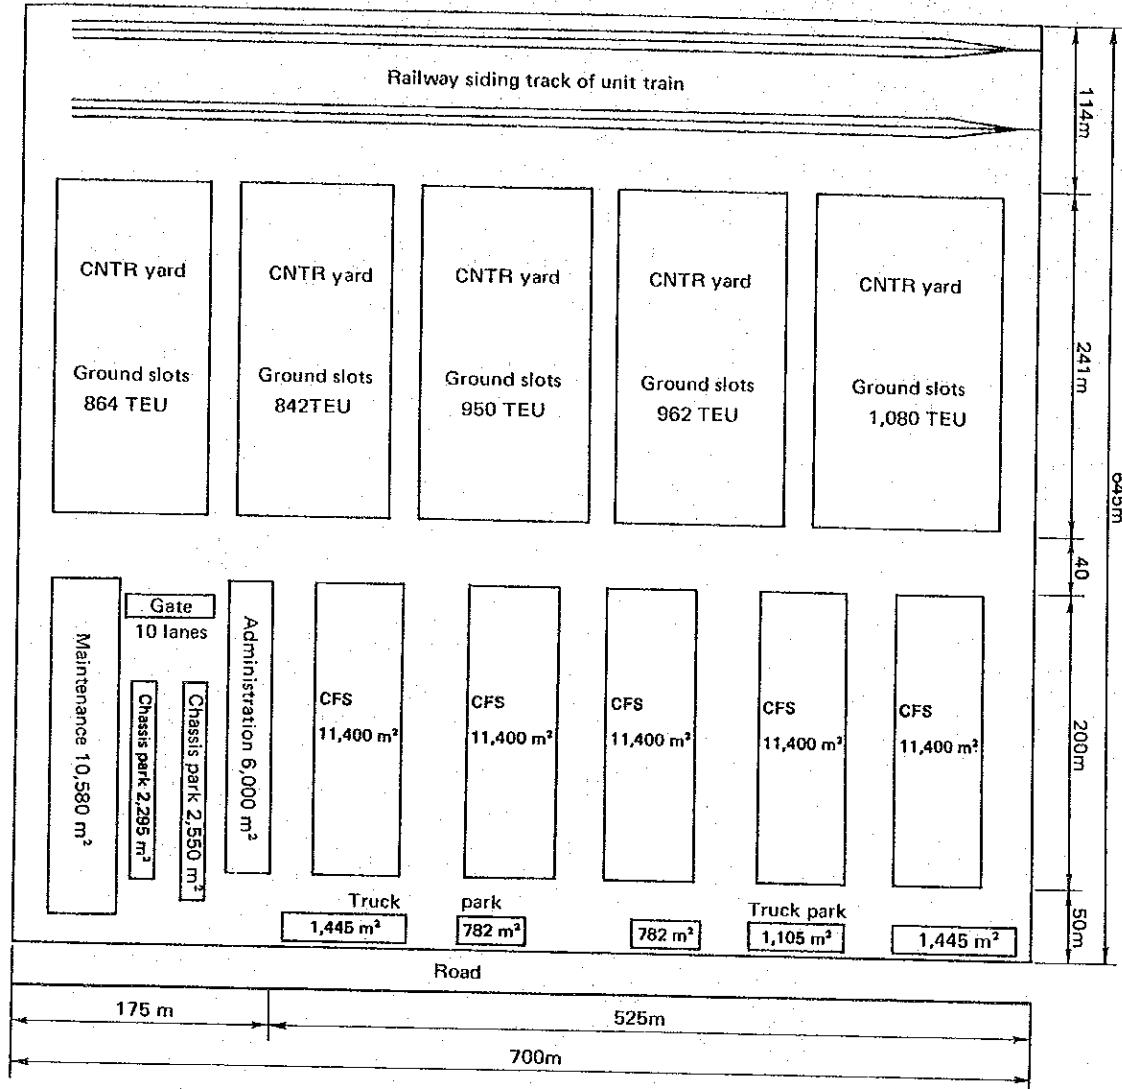 Railway siding track of unit train
114m
CNTR yard
Ground slots
864 TEU
CNTR yard
Ground slots
842TEU
CNTR yard
Ground slots
950 TEU
CNTR yard
Ground slots
962 TEU
CNTR yard
Ground slots
1,080 TEU
241m
645m
40
Maintenance 10,580 m²
Gate
10 lanes
Chassis park 2,295 m²
Chassis park 2,550 m²
Administration 6,000 m²
CFS
11,400 m²
CFS
11,400 m²
CFS
11,400 m²
CFS
11,400 m²
CFS
11,400 m²
200m
Truck park
Truck park
1,445 m²
782 m²
782 m²
1,105 m²
1,445 m²
50m
Road
175 m
525m
700m